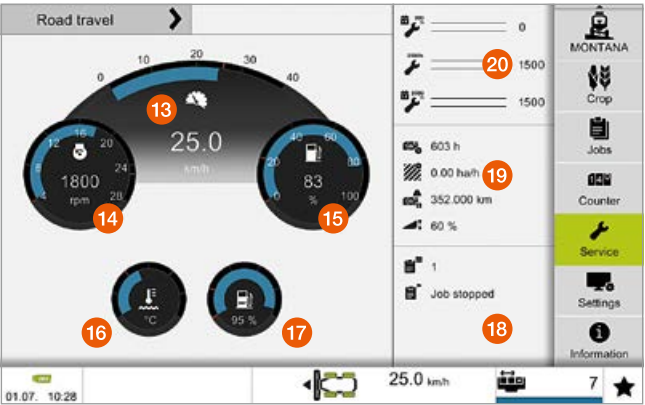 Road travel
0
10
20
30
40
13
25.0
km/h
4
8
12
16
20
24
28
1800
rpm
14
0
20
40
60
80
100
83
%
15
°C
16
95 %
17
0
20
1500
1500
603 h
0.00 ha/h
19
352.000 km
60 %
1
Job stopped
18
MONTANA
Crop
Jobs
Counter
Service
Settings
Information
01.07. 10:28
25.0 km/h
7